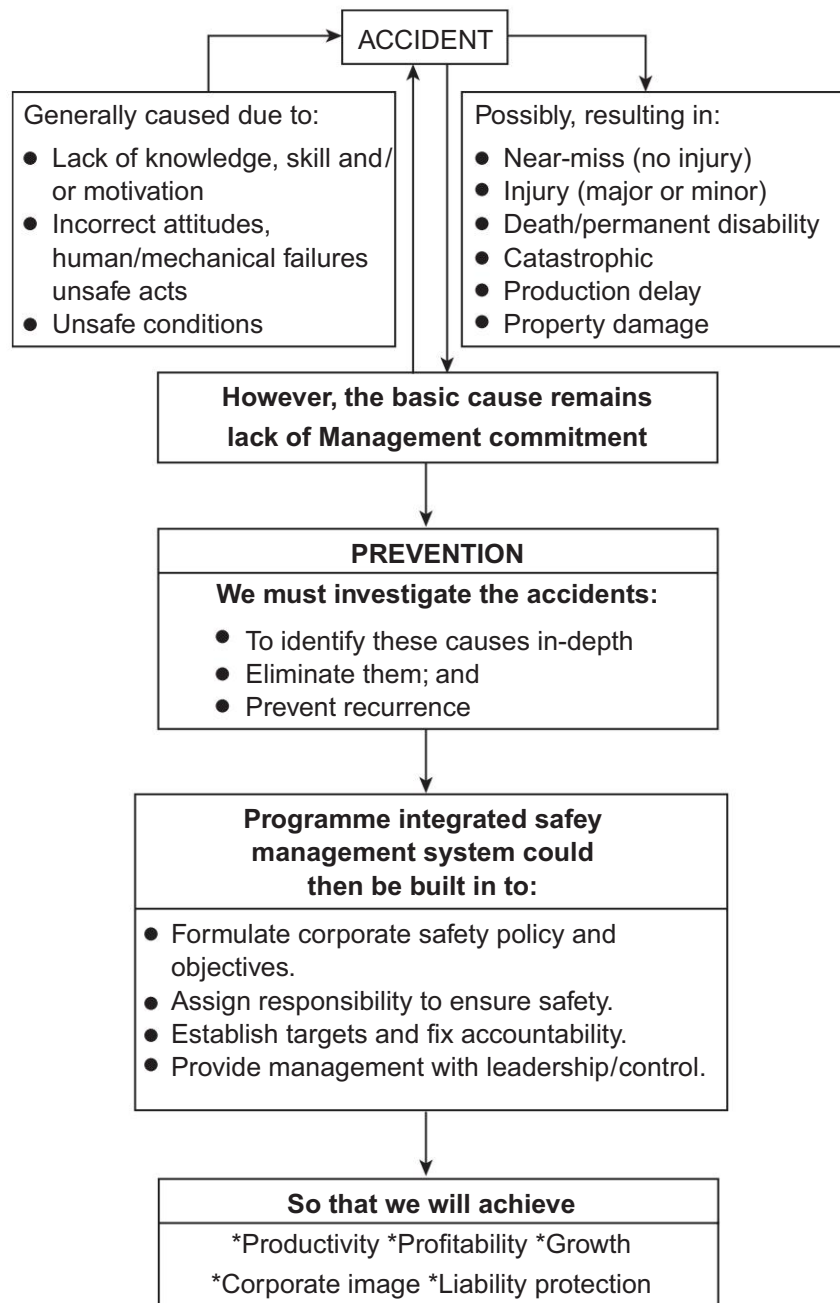 ACCIDENT
Generally caused due to:
● Lack of knowledge, skill and/
or motivation
● Incorrect attitudes,
human/mechanical failures
unsafe acts
● Unsafe conditions
Possibly, resulting in:
● Near-miss (no injury)
● Injury (major or minor)
● Death/permanent disability
● Catastrophic
● Production delay
● Property damage
However, the basic cause remains
lack of Management commitment
PREVENTION
We must investigate the accidents:
● To identify these causes in-depth
● Eliminate them; and
● Prevent recurrence
Programme integrated safey
management system could
then be built in to:
● Formulate corporate safety policy and
objectives.
● Assign responsibility to ensure safety.
● Establish targets and fix accountability.
● Provide management with leadership/control.
So that we will achieve
*Productivity *Profitability *Growth
*Corporate image *Liability protection